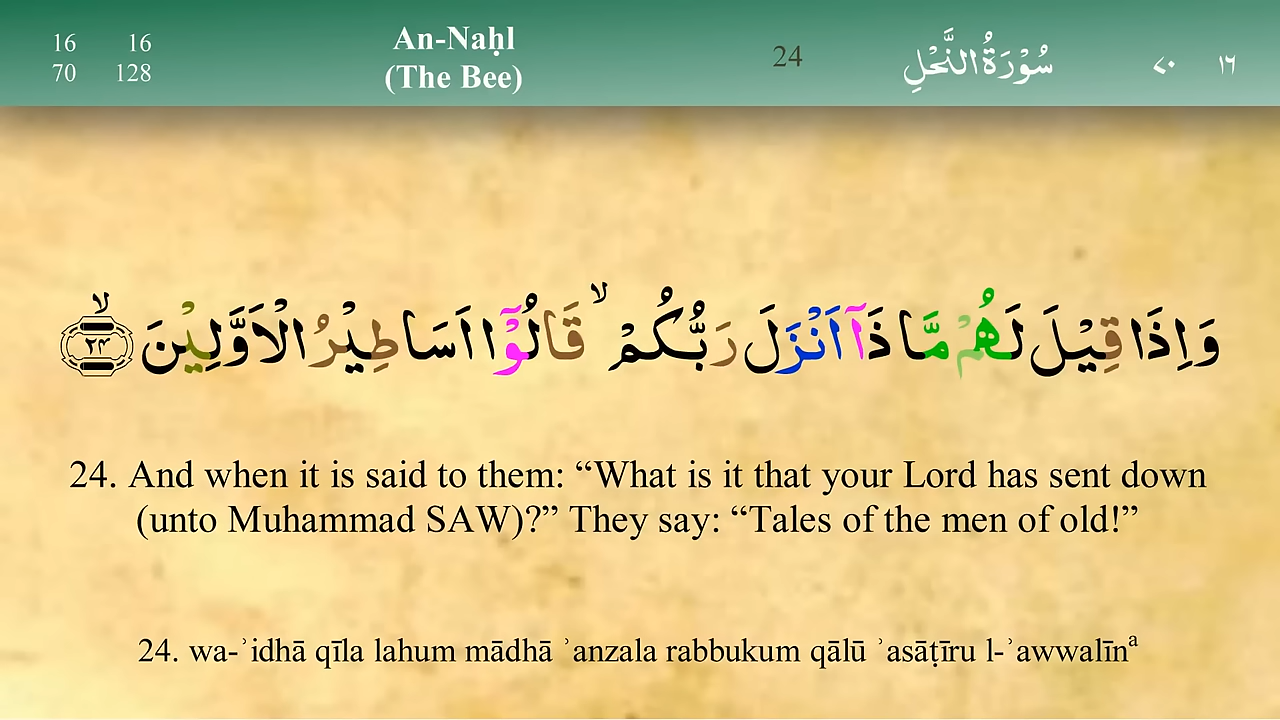 16 16 An-Naḥl 24 سُوْرَةُ النَّحْلِ ١٦
70 128 (The Bee) ٧٠
وَاِذَا قِيْلَ لَهُمْ مَّاذَاۤ اَنْزَلَ رَبُّكُمْ ۙ قَالُوْۤا اَسَاطِيْرُ الْاَوَّلِيْنَ ۙ ٢٤
24. And when it is said to them: “What is it that your Lord has sent down
(unto Muhammad SAW)?” They say: “Tales of the men of old!”
24. wa-ʾidhā qīla lahum mādhā ʾanzala rabbukum qālū ʾasāṭīru l-ʾawwalīnᵃ